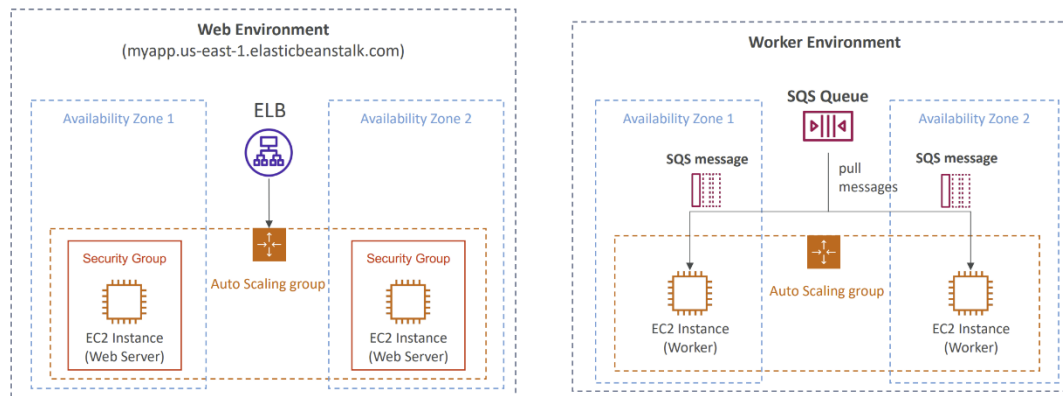 Web Environment
(myapp.us-east-1.elasticbeanstalk.com)
Availability Zone 1
ELB
Availability Zone 2
Security Group
Security Group
Auto Scaling group
EC2 Instance
(Web Server)
EC2 Instance
(Web Server)
Worker Environment
SQS Queue
Availability Zone 1
Availability Zone 2
SQS message
SQS message
pull
messages
Auto Scaling group
EC2 Instance
(Worker)
EC2 Instance
(Worker)